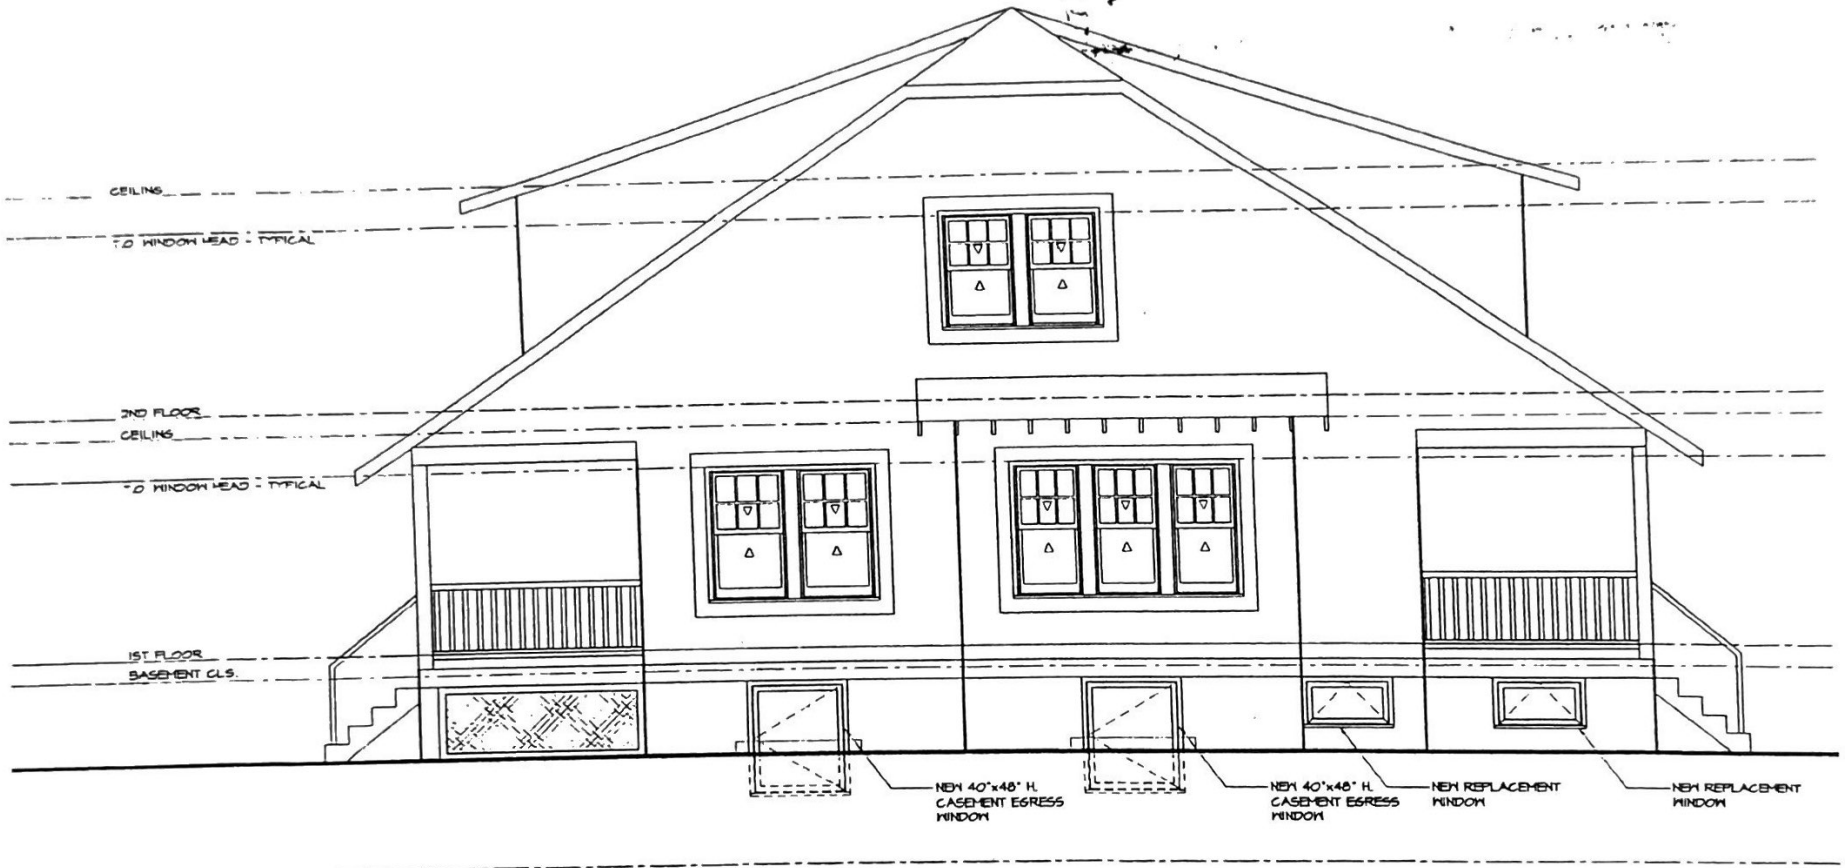 CEILING
T.O WINDOW HEAD - TYPICAL
2ND FLOOR
CEILING
T.O WINDOW HEAD - TYPICAL
1ST FLOOR
BASEMENT CLG.
NEW 40"x48" H.
CASEMENT EGRESS
WINDOW
NEW 40"x48" H.
CASEMENT EGRESS
WINDOW
NEW REPLACEMENT
WINDOW
NEW REPLACEMENT
WINDOW